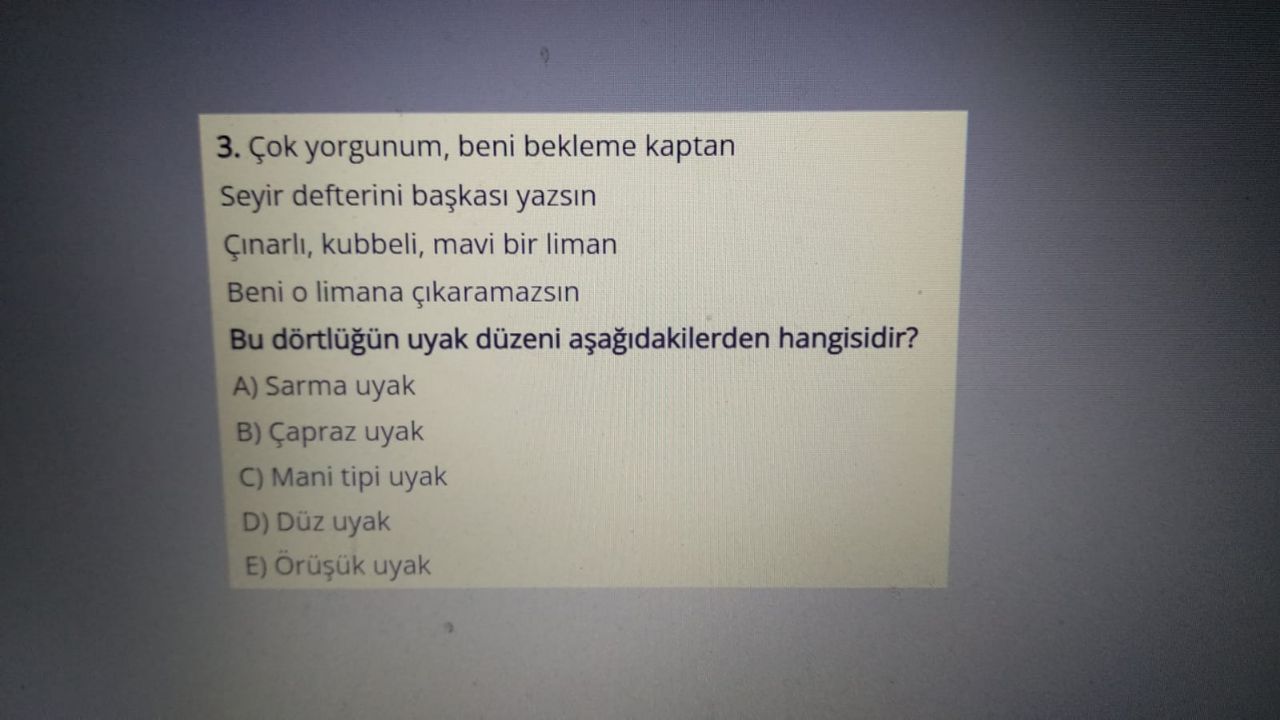 3. Çok yorgunum, beni bekleme kaptan
Seyir defterini başkası yazsın
Çınarlı, kubbeli, mavi bir liman
Beni o limana çıkaramazsın
Bu dörtlüğün uyak düzeni aşağıdakilerden hangisidir?
A) Sarma uyak
B) Çapraz uyak
C) Mani tipi uyak
D) Düz uyak
E) Örüşük uyak